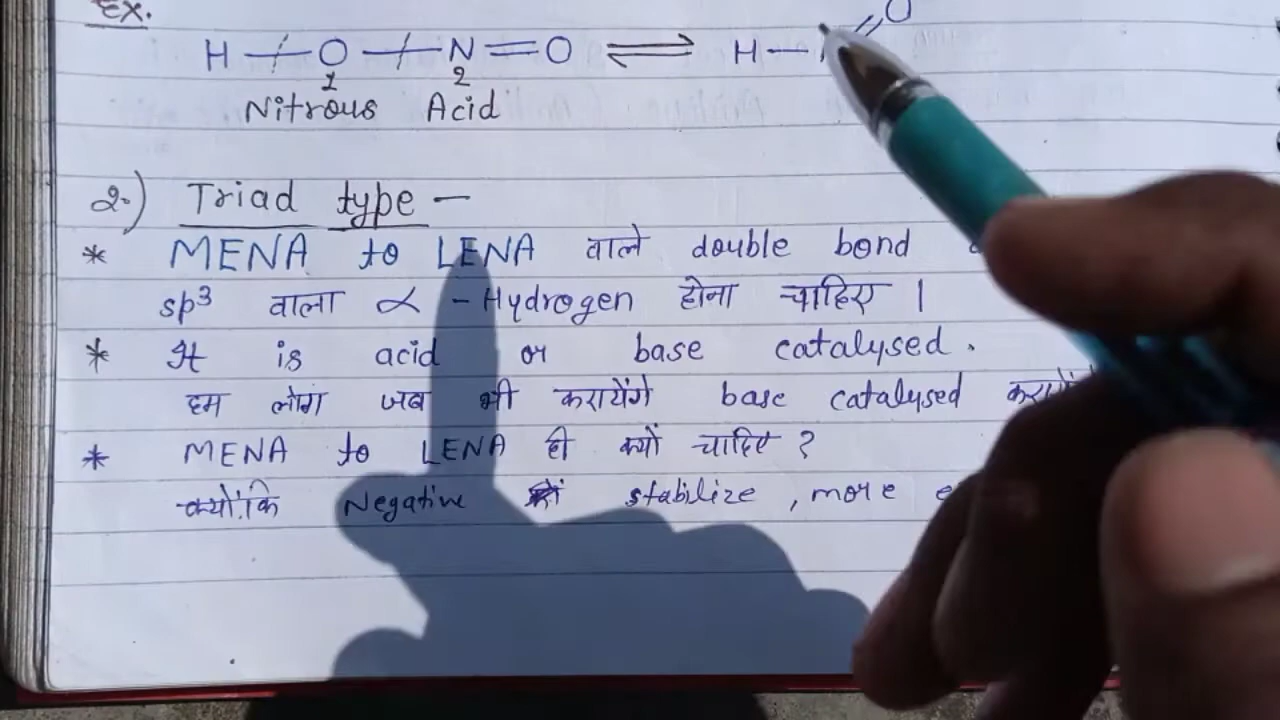 Ex.
H — O — N = O ⇌ H — O
1 2
Nitrous Acid
2.) Triad type —
* MENA to LENA वाले double bond
sp³ वाला α - Hydrogen होना चाहिए ।
* It is acid or base catalysed.
हम लोग जब भी करायेंगे base catalysed
* MENA to LENA ही क्यों चाहिए ?
क्योंकि Negative stabilize , more